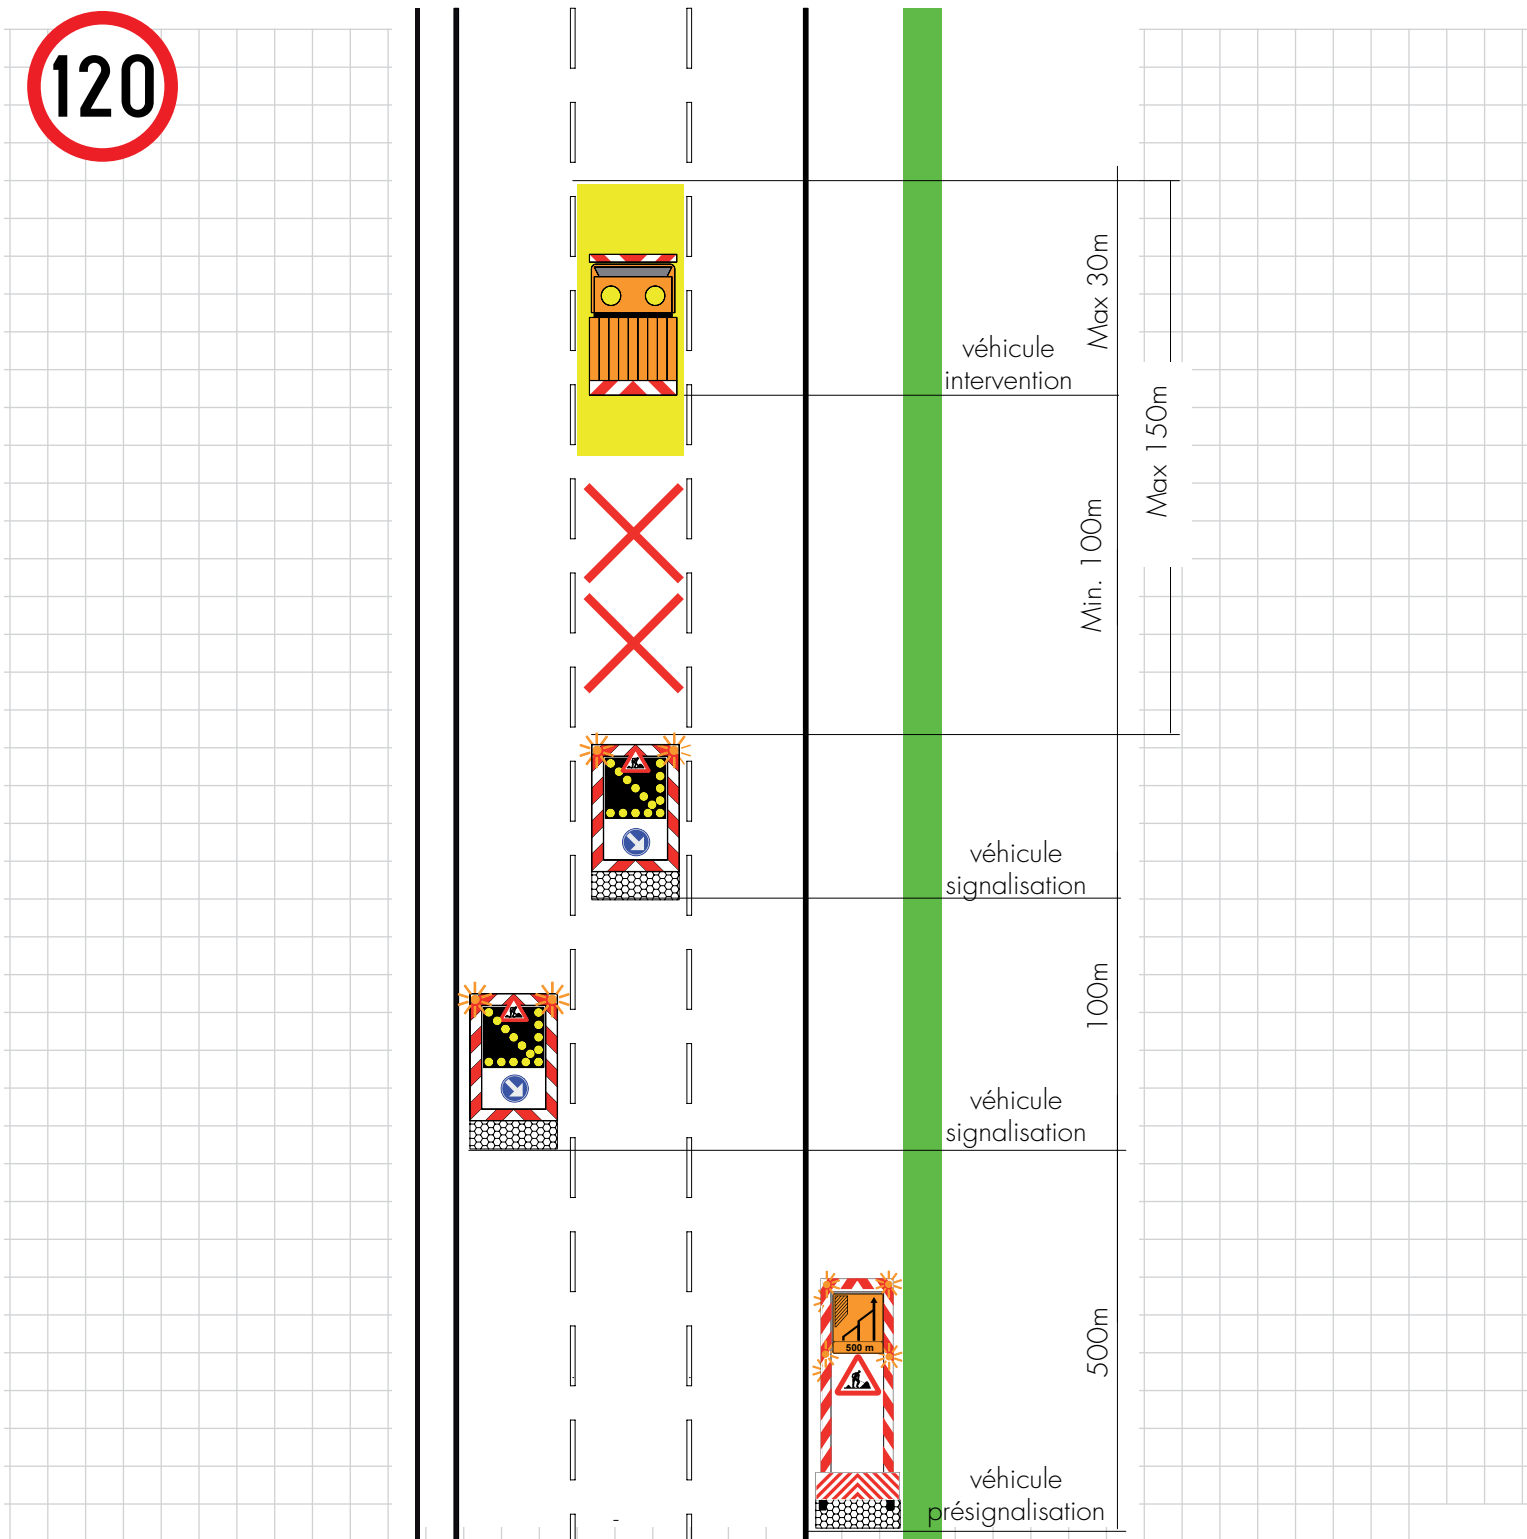 120
Max 30m
véhicule
intervention
Max 150m
Min. 100m
véhicule
signalisation
100m
véhicule
signalisation
500m
500 m
véhicule
présignalisation